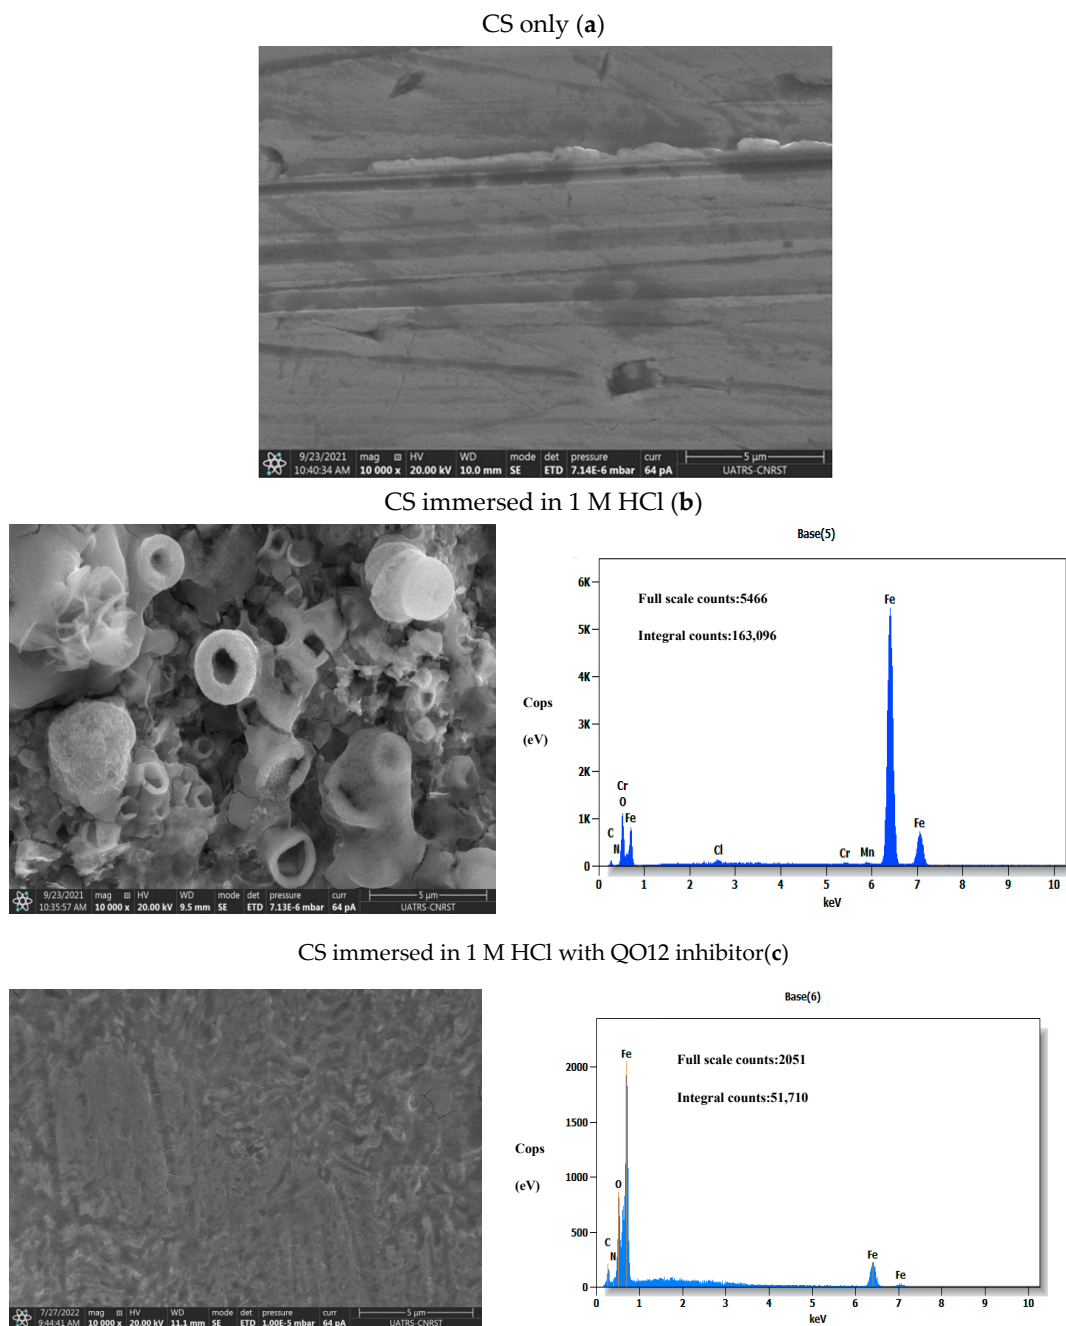 CS only (a)
9/23/2021 mag HV WD mode det pressure curr 5 µm
10:40:34 AM 10 000 x 20.00 kV 10.0 mm SE ETD 7.14E-6 mbar 64 pA UATRS-CNRST
CS immersed in 1 M HCl (b)
9/23/2021 mag HV WD mode det pressure curr 5 µm
10:35:57 AM 10 000 x 20.00 kV 9.5 mm SE ETD 7.13E-6 mbar 64 pA UATRS-CNRST
Base(5)
Full scale counts:5466
Integral counts:163,096
Cops
(eV)
6K
5K
4K
3K
2K
1K
0
Fe
Cr
O
Fe
C
N
Cl
Cr
Mn
Fe
0 1 2 3 4 5 6 7 8 9 10
keV
CS immersed in 1 M HCl with QO12 inhibitor(c)
7/27/2022 mag HV WD mode det pressure curr 5 µm
9:44:41 AM 10 000 x 20.00 kV 11.1 mm SE ETD 1.00E-5 mbar 64 pA UATRS-CNRST
Base(6)
Full scale counts:2051
Integral counts:51,710
Cops
(eV)
2000
1500
1000
500
0
Fe
O
C
N
Fe
Fe
0 1 2 3 4 5 6 7 8 9 10
keV